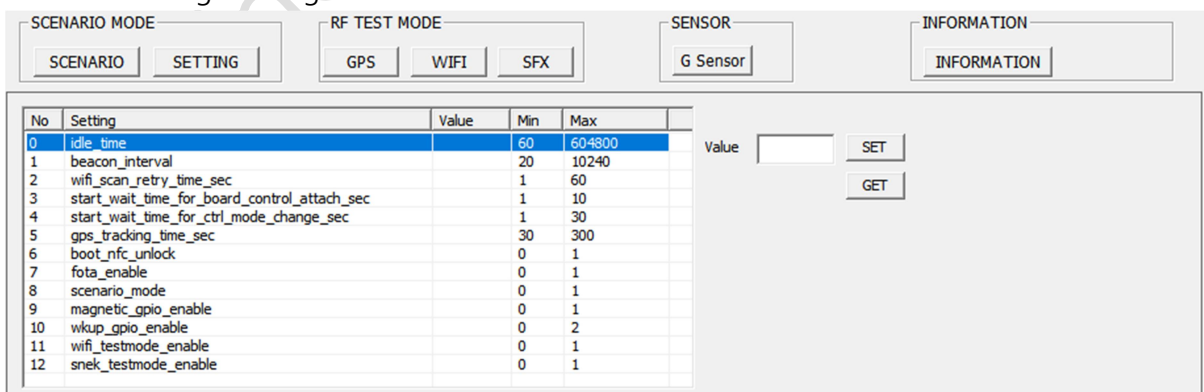 SCENARIO MODE RF TEST MODE SENSOR INFORMATION
SCENARIO SETTING GPS WIFI SFX G Sensor INFORMATION
No Setting Value Min Max
0 idle_time 60 604800
Value SET
1 beacon_interval 20 10240
2 wifi_scan_retry_time_sec 1 60
GET
3 start_wait_time_for_board_control_attach_sec 1 10
4 start_wait_time_for_ctrl_mode_change_sec 1 30
5 gps_tracking_time_sec 30 300
6 boot_nfc_unlock 0 1
7 fota_enable 0 1
8 scenario_mode 0 1
9 magnetic_gpio_enable 0 1
10 wkup_gpio_enable 0 2
11 wifi_testmode_enable 0 1
12 snek_testmode_enable 0 1